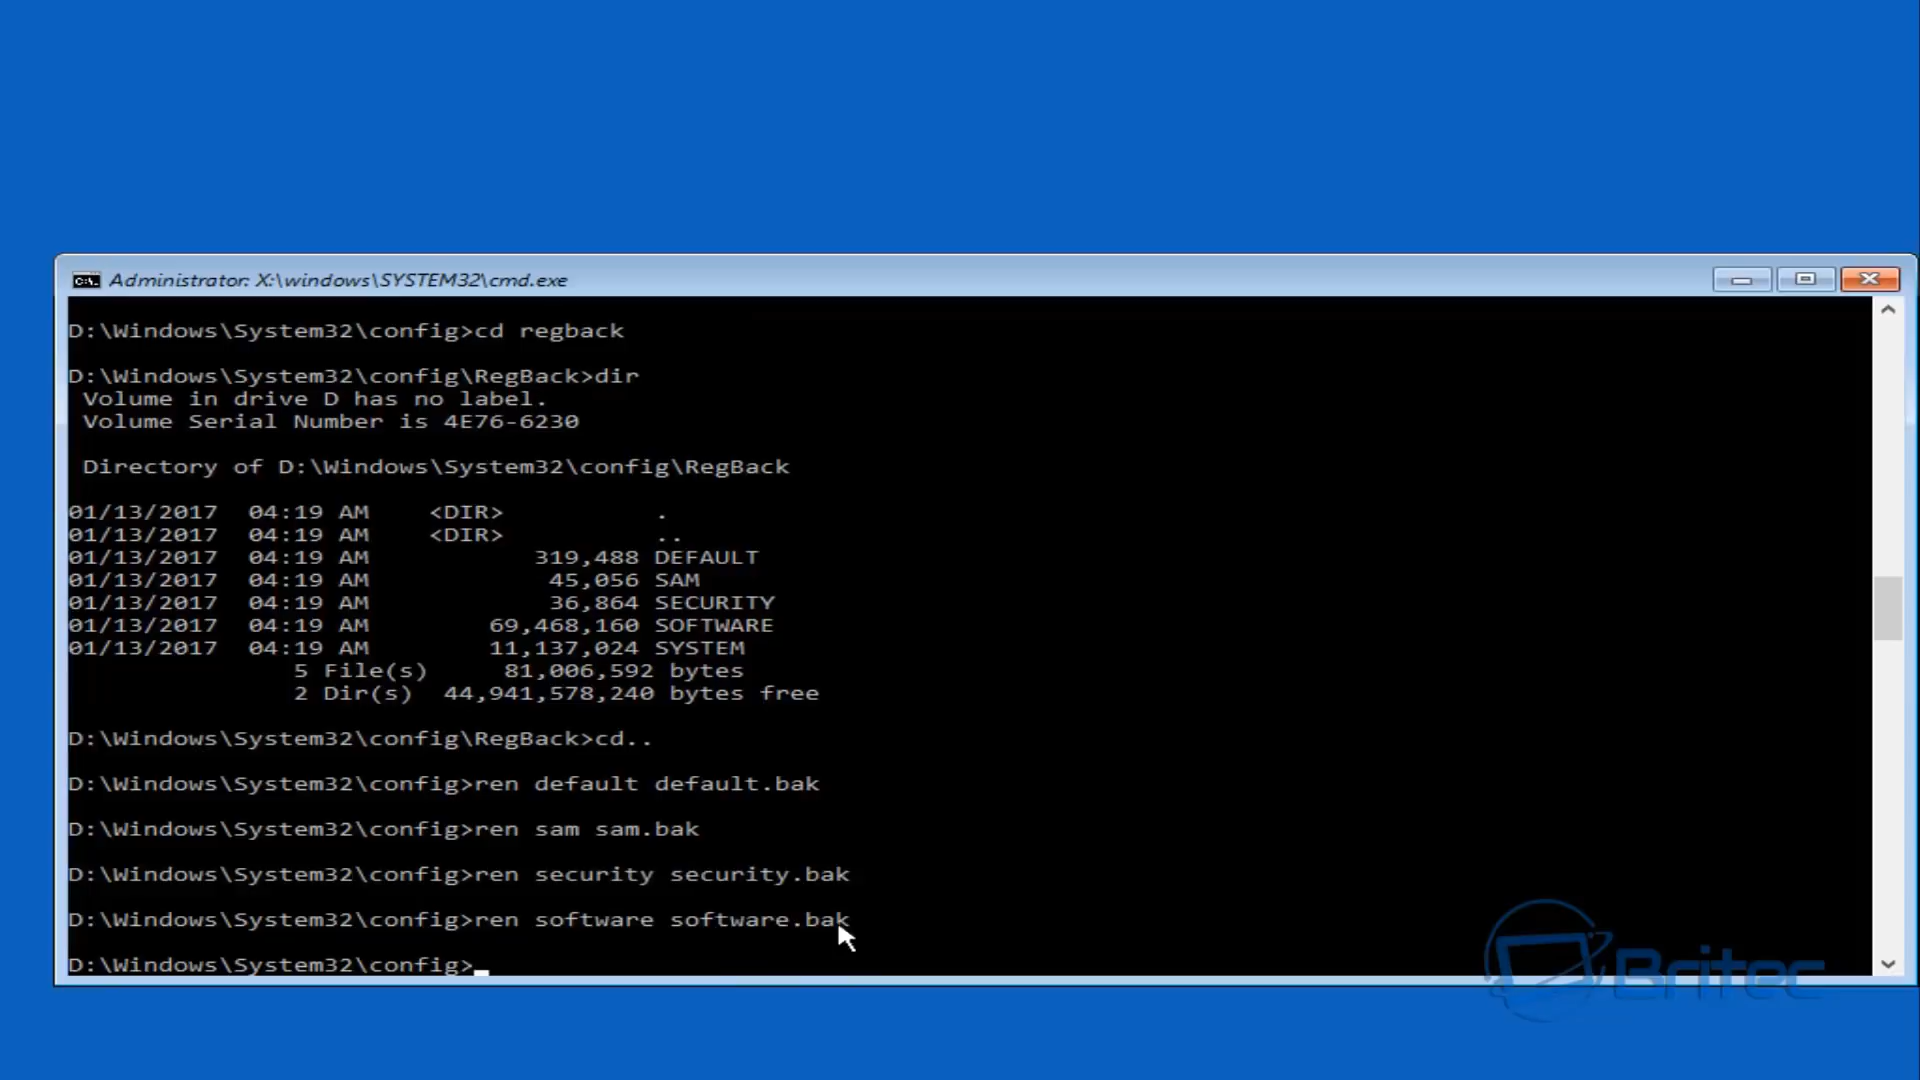 Administrator: X:\windows\SYSTEM32\cmd.exe
D:\Windows\System32\config>cd regback
D:\Windows\System32\config\RegBack>dir
Volume in drive D has no label.
Volume Serial Number is 4E76-6230
Directory of D:\Windows\System32\config\RegBack
01/13/2017  04:19 AM    <DIR>          .
01/13/2017  04:19 AM    <DIR>          ..
01/13/2017  04:19 AM           319,488 DEFAULT
01/13/2017  04:19 AM            45,056 SAM
01/13/2017  04:19 AM            36,864 SECURITY
01/13/2017  04:19 AM        69,468,160 SOFTWARE
01/13/2017  04:19 AM        11,137,024 SYSTEM
5 File(s)     81,006,592 bytes
2 Dir(s)  44,941,578,240 bytes free
D:\Windows\System32\config\RegBack>cd..
D:\Windows\System32\config>ren default default.bak
D:\Windows\System32\config>ren sam sam.bak
D:\Windows\System32\config>ren security security.bak
D:\Windows\System32\config>ren software software.bak
D:\Windows\System32\config>
Britec